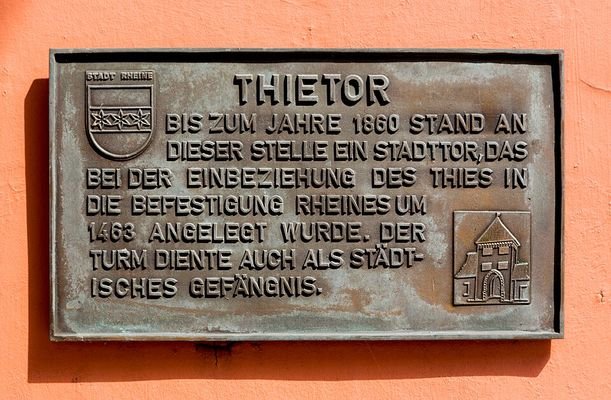 STADT RHEINE
THIETOR
BIS ZUM JAHRE 1860 STAND AN
DIESER STELLE EIN STADTTOR, DAS
BEI DER EINBEZIEHUNG DES THIES IN
DIE BEFESTIGUNG RHEINES UM
1463 ANGELEGT WURDE. DER
TURM DIENTE AUCH ALS STÄDT-
ISCHES GEFÄNGNIS.